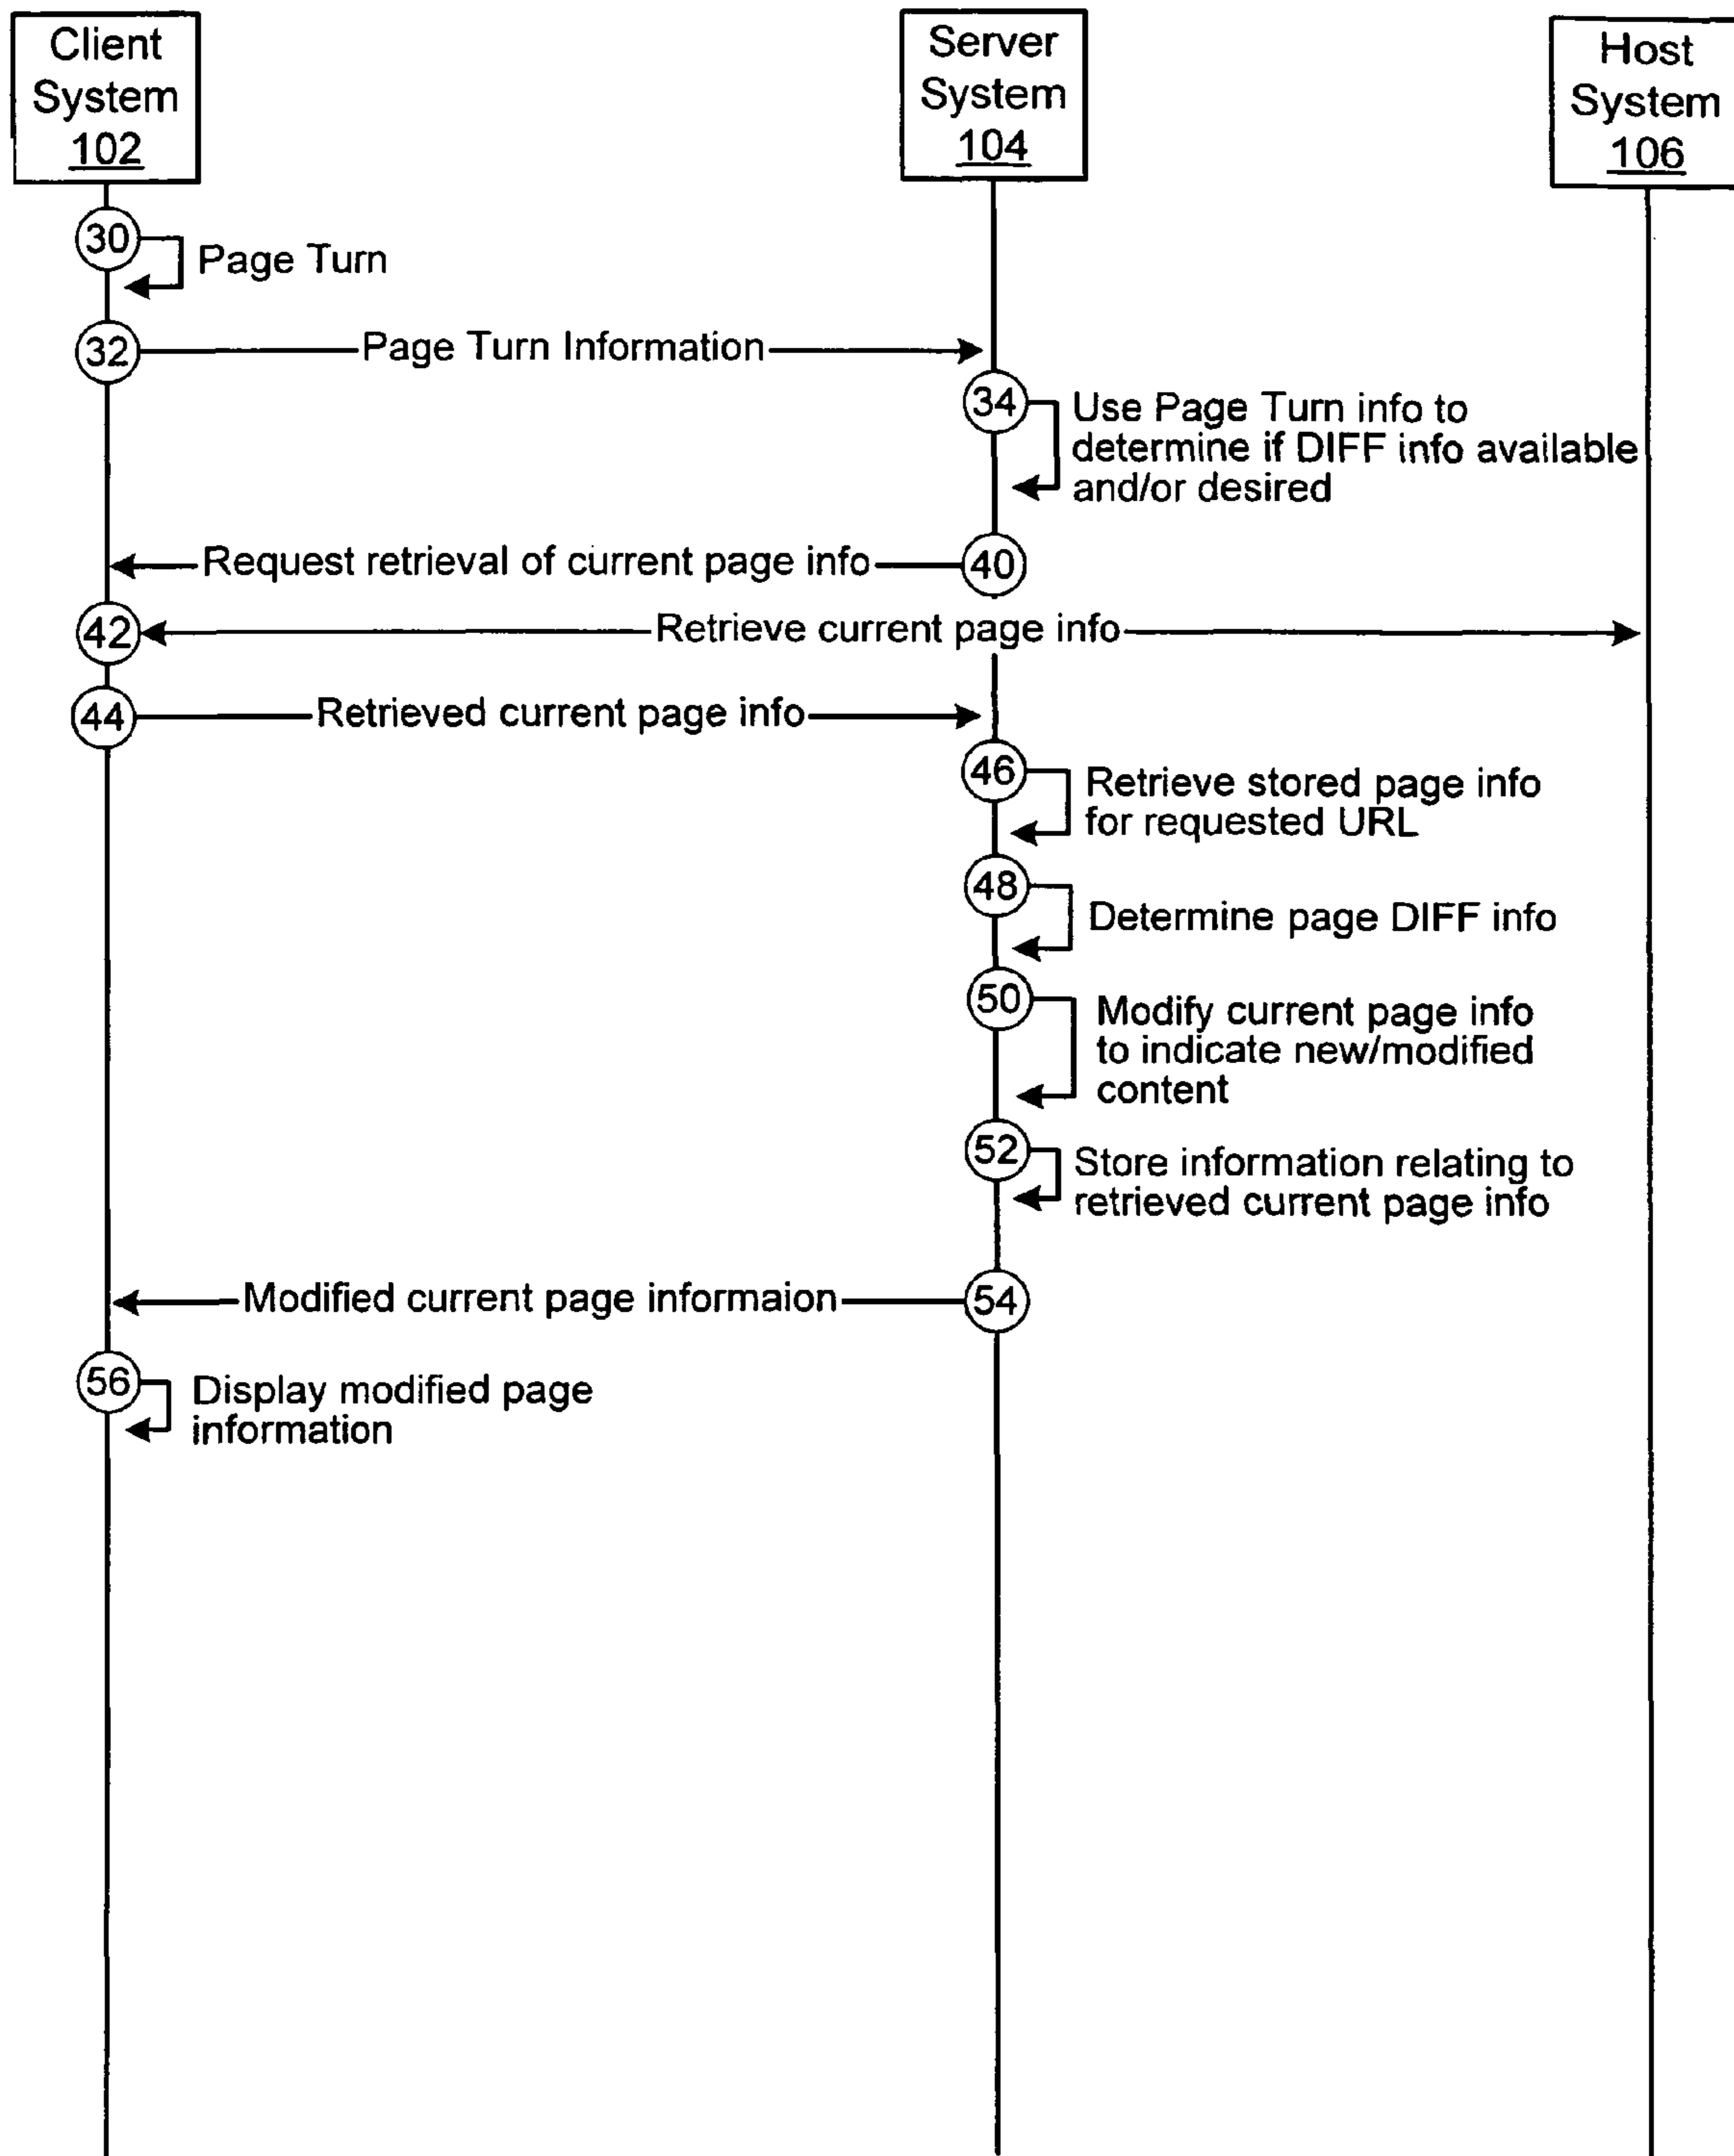 Client
System
102
Server
System
104
Host
System
106
30
Page Turn
32
Page Turn Information
34
Use Page Turn info to
determine if DIFF info available
and/or desired
Request retrieval of current page info
40
42
Retrieve current page info
44
Retrieved current page info
46
Retrieve stored page info
for requested URL
48
Determine page DIFF info
50
Modify current page info
to indicate new/modified
content
52
Store information relating to
retrieved current page info
Modified current page informaion
54
56
Display modified page
information